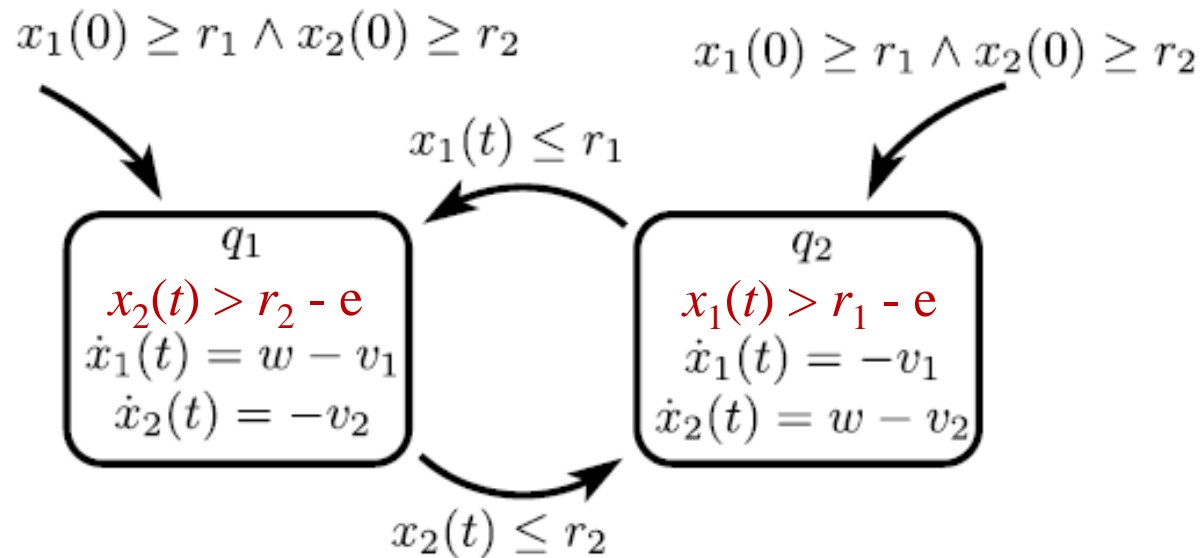 x₁(0) ≥ r₁ ∧ x₂(0) ≥ r₂
x₁(0) ≥ r₁ ∧ x₂(0) ≥ r₂
x₁(t) ≤ r₁
q₁
x₂(t) > r₂ - e
ẋ₁(t) = w − v₁
ẋ₂(t) = −v₂
q₂
x₁(t) > r₁ - e
ẋ₁(t) = −v₁
ẋ₂(t) = w − v₂
x₂(t) ≤ r₂